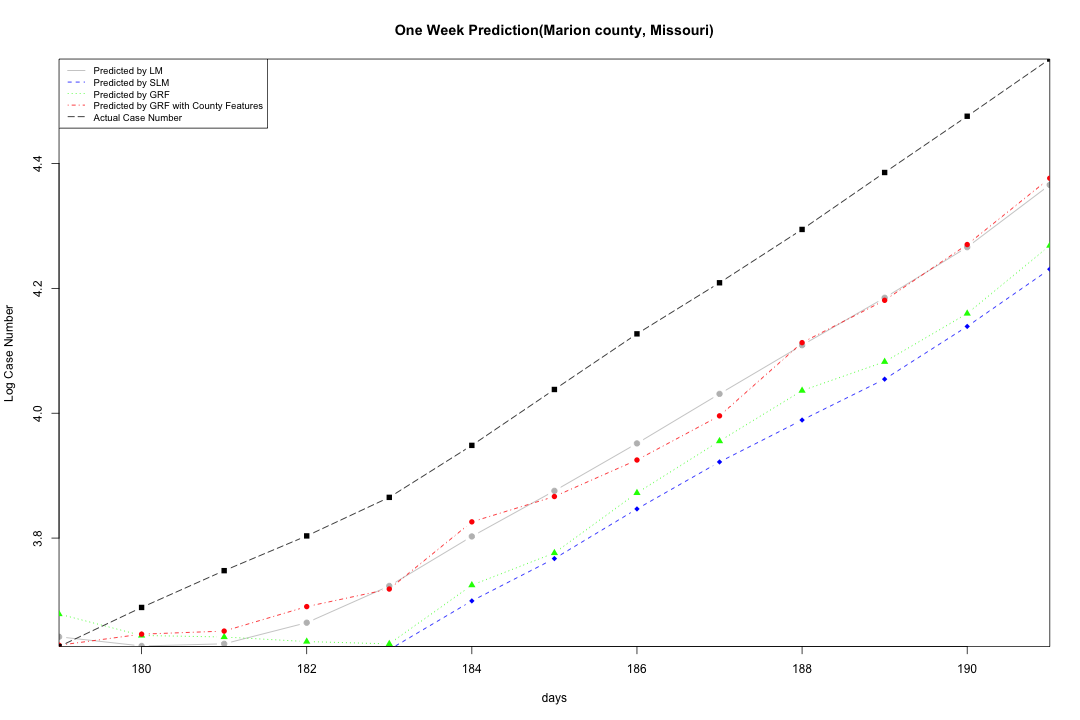 One Week Prediction(Marion county, Missouri)
Predicted by LM
Predicted by SLM
Predicted by GRF
Predicted by GRF with County Features
Actual Case Number
Log Case Number
4.4
4.2
4.0
3.8
180 182 184 186 188 190
days